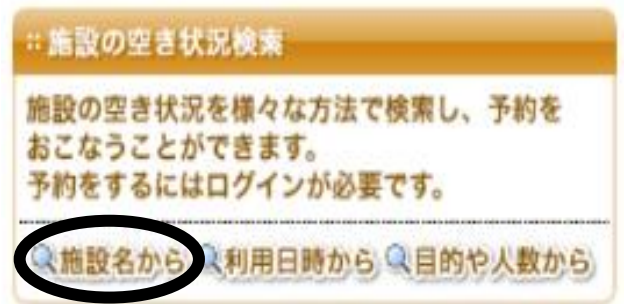 施設の空き状況検索
施設の空き状況を様々な方法で検索し、予約を
おこなうことができます。
予約をするにはログインが必要です。
施設名から 利用日時から 目的や人数から